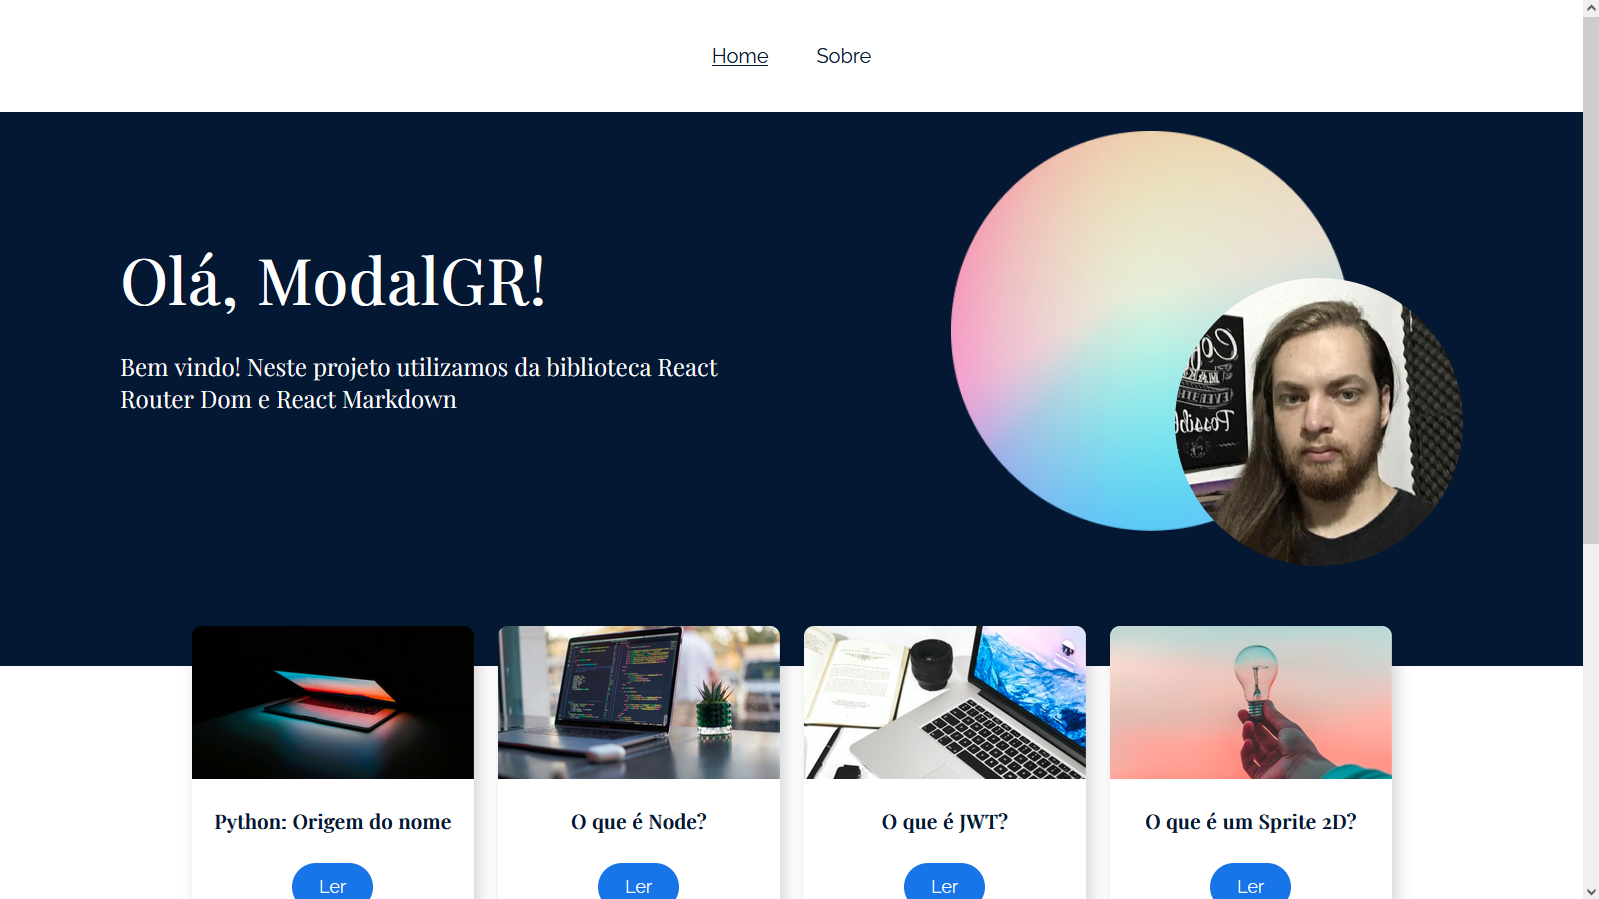 Home Sobre
Olá, ModalGR!
Bem vindo! Neste projeto utilizamos da biblioteca React
Router Dom e React Markdown
Python: Origem do nome
Ler
O que é Node?
Ler
O que é JWT?
Ler
O que é um Sprite 2D?
Ler